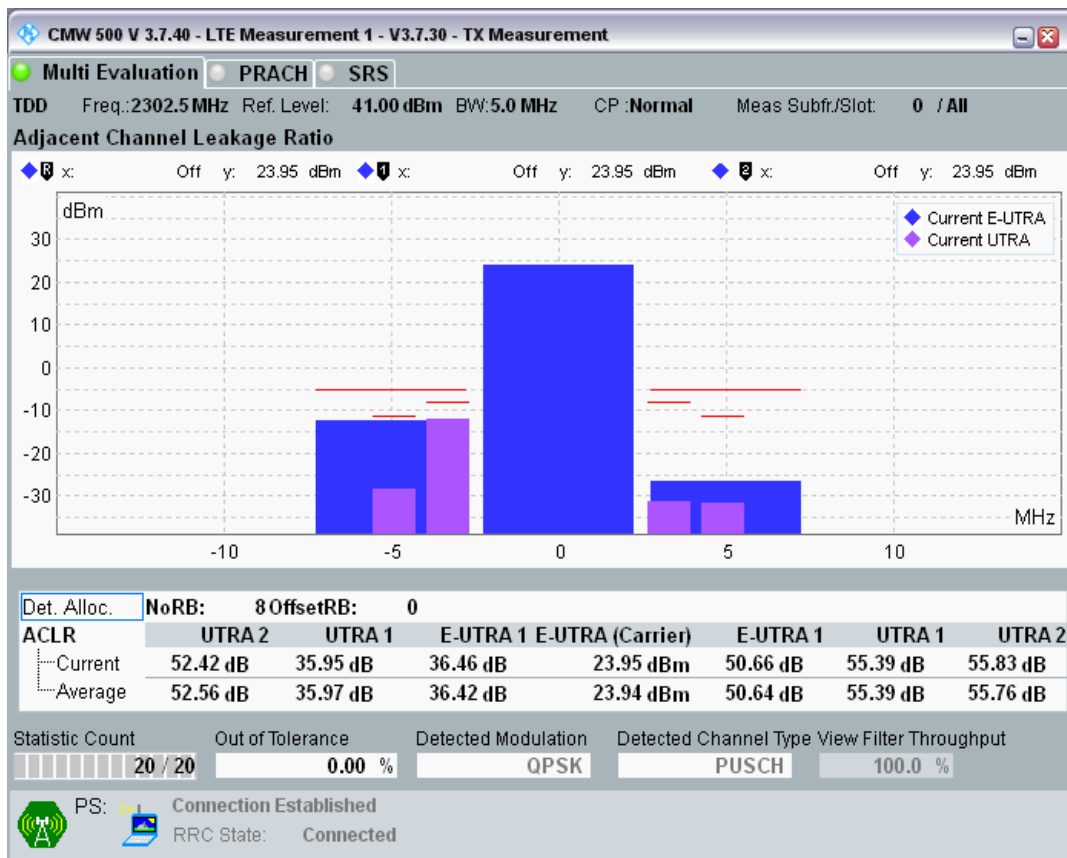 CMW 500 V 3.7.40 - LTE Measurement 1 - V3.7.30 - TX Measurement
Multi Evaluation PRACH SRS
TDD Freq.:2302.5 MHz Ref. Level: 41.00 dBm BW:5.0 MHz CP :Normal Meas Subfr./Slot: 0 / All
Adjacent Channel Leakage Ratio
R x: Off y: 23.95 dBm 1 x: Off y: 23.95 dBm 2 x: Off y: 23.95 dBm
dBm
Current E-UTRA
Current UTRA
30
20
10
0
-10
-20
-30
MHz
-10 -5 0 5 10
Det. Alloc. NoRB: 8 OffsetRB: 0
ACLR UTRA 2 UTRA 1 E-UTRA 1 E-UTRA (Carrier) E-UTRA 1 UTRA 1 UTRA 2
Current 52.42 dB 35.95 dB 36.46 dB 23.95 dBm 50.66 dB 55.39 dB 55.83 dB
Average 52.56 dB 35.97 dB 36.42 dB 23.94 dBm 50.64 dB 55.39 dB 55.76 dB
Statistic Count Out of Tolerance Detected Modulation Detected Channel Type View Filter Throughput
20 / 20 0.00 % QPSK PUSCH 100.0 %
PS: Connection Established
RRC State: Connected